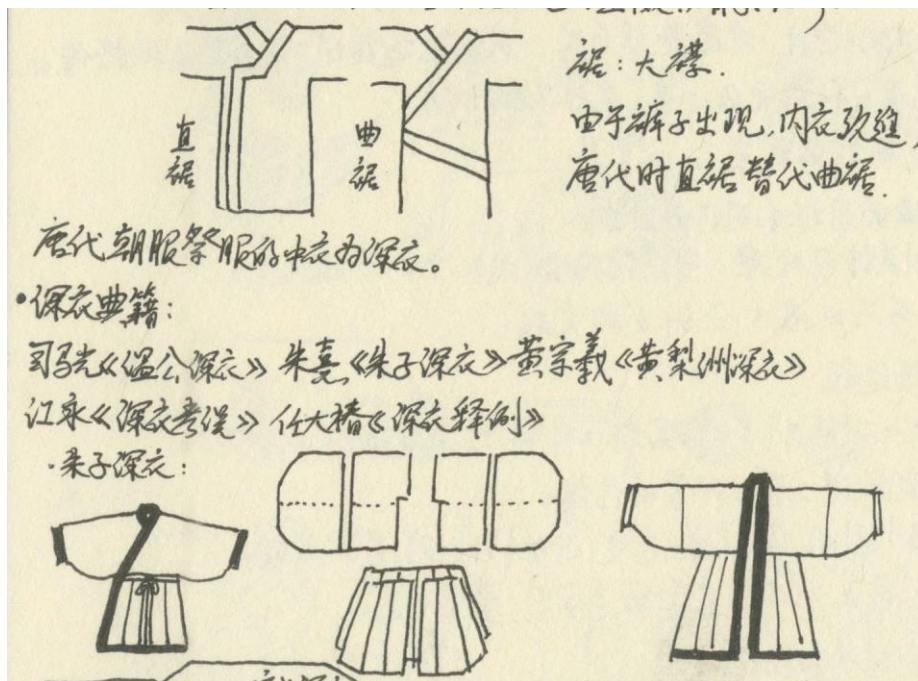 直裾
曲裾
裾：大襟.
由于裤子出现,内衣改缝,
唐代时直裾替代曲裾.
唐代朝服祭服的中衣为深衣。
·深衣典籍：
司马光《温公深衣》 朱熹《朱子深衣》 黄宗羲《黄梨洲深衣》
江永《深衣考误》 任大椿《深衣释例》
·朱子深衣：